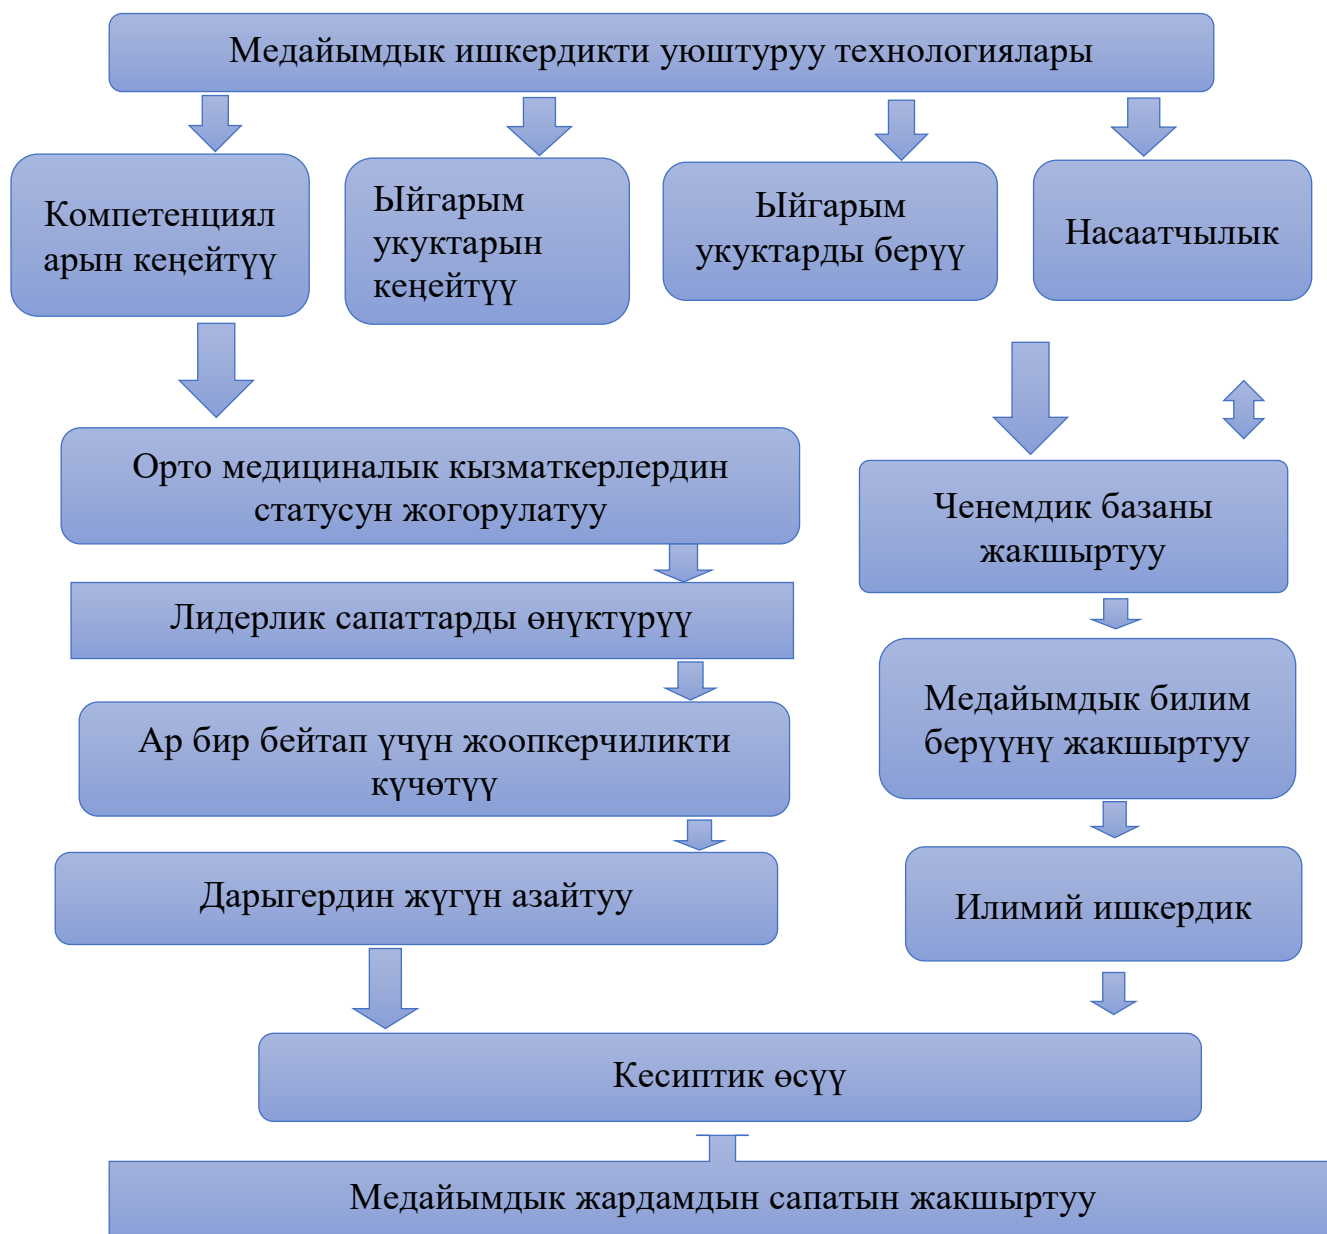 Медайымдык ишкердикти уюштуруу технологиялары
Компетенциял
арын кеңейтүү
Ыйгарым
укуктарын
кеңейтүү
Ыйгарым
укуктарды берүү
Насаатчылык
Орто медициналык кызматкерлердин
статусун жогорулатуу
Лидерлик сапаттарды өнүктүрүү
Ар бир бейтап үчүн жоопкерчиликти
күчөтүү
Дарыгердин жүгүн азайтуу
Ченемдик базаны
жакшыртуу
Медайымдык билим
берүүнү жакшыртуу
Илимий ишкердик
Кесиптик өсүү
Медайымдык жардамдын сапатын жакшыртуу